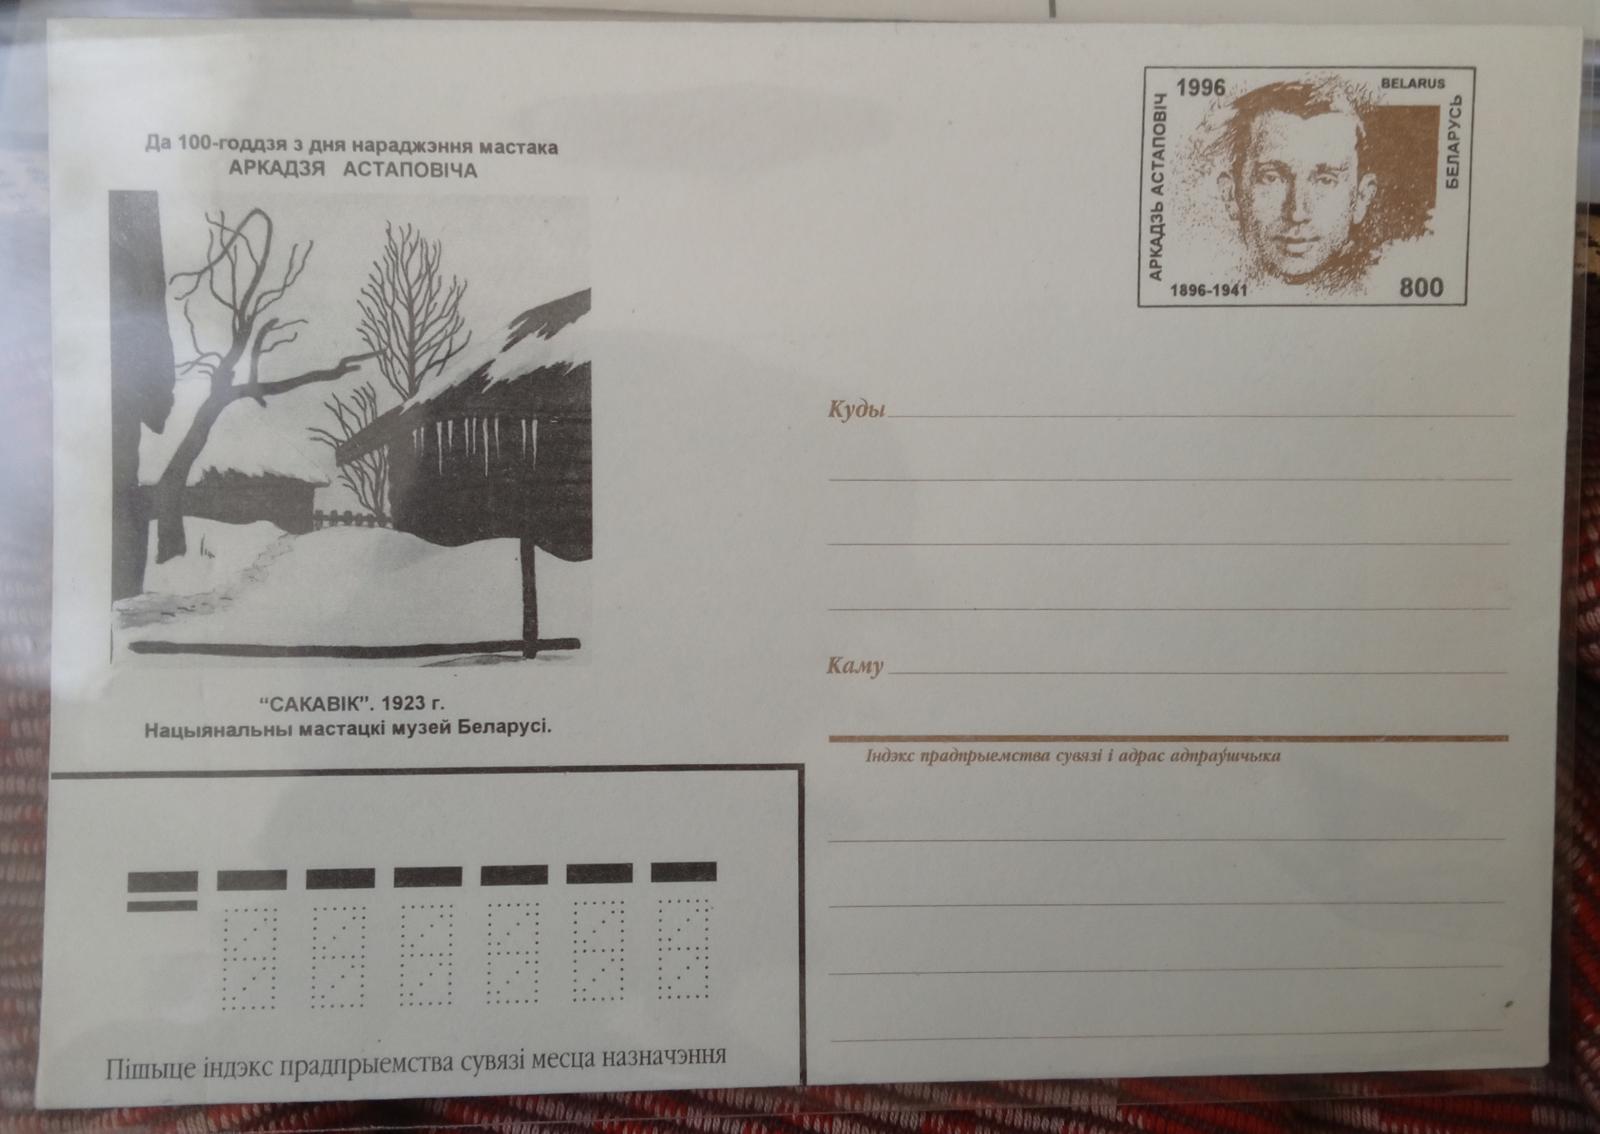 Да 100-годдзя з дня нараджэння мастака
АРКАДЗЯ АСТАПОВІЧА
“САКАВІК”. 1923 г.
Нацыянальны мастацкі музей Беларусі.
1996
BELARUS
АРКАДЗЬ АСТАПОВІЧ
БЕЛАРУСЬ
1896-1941
800
Куды
Каму
Індэкс прадпрыемства сувязі і адрас адпраўшчыка
Пішыце індэкс прадпрыемства сувязі месца назначэння